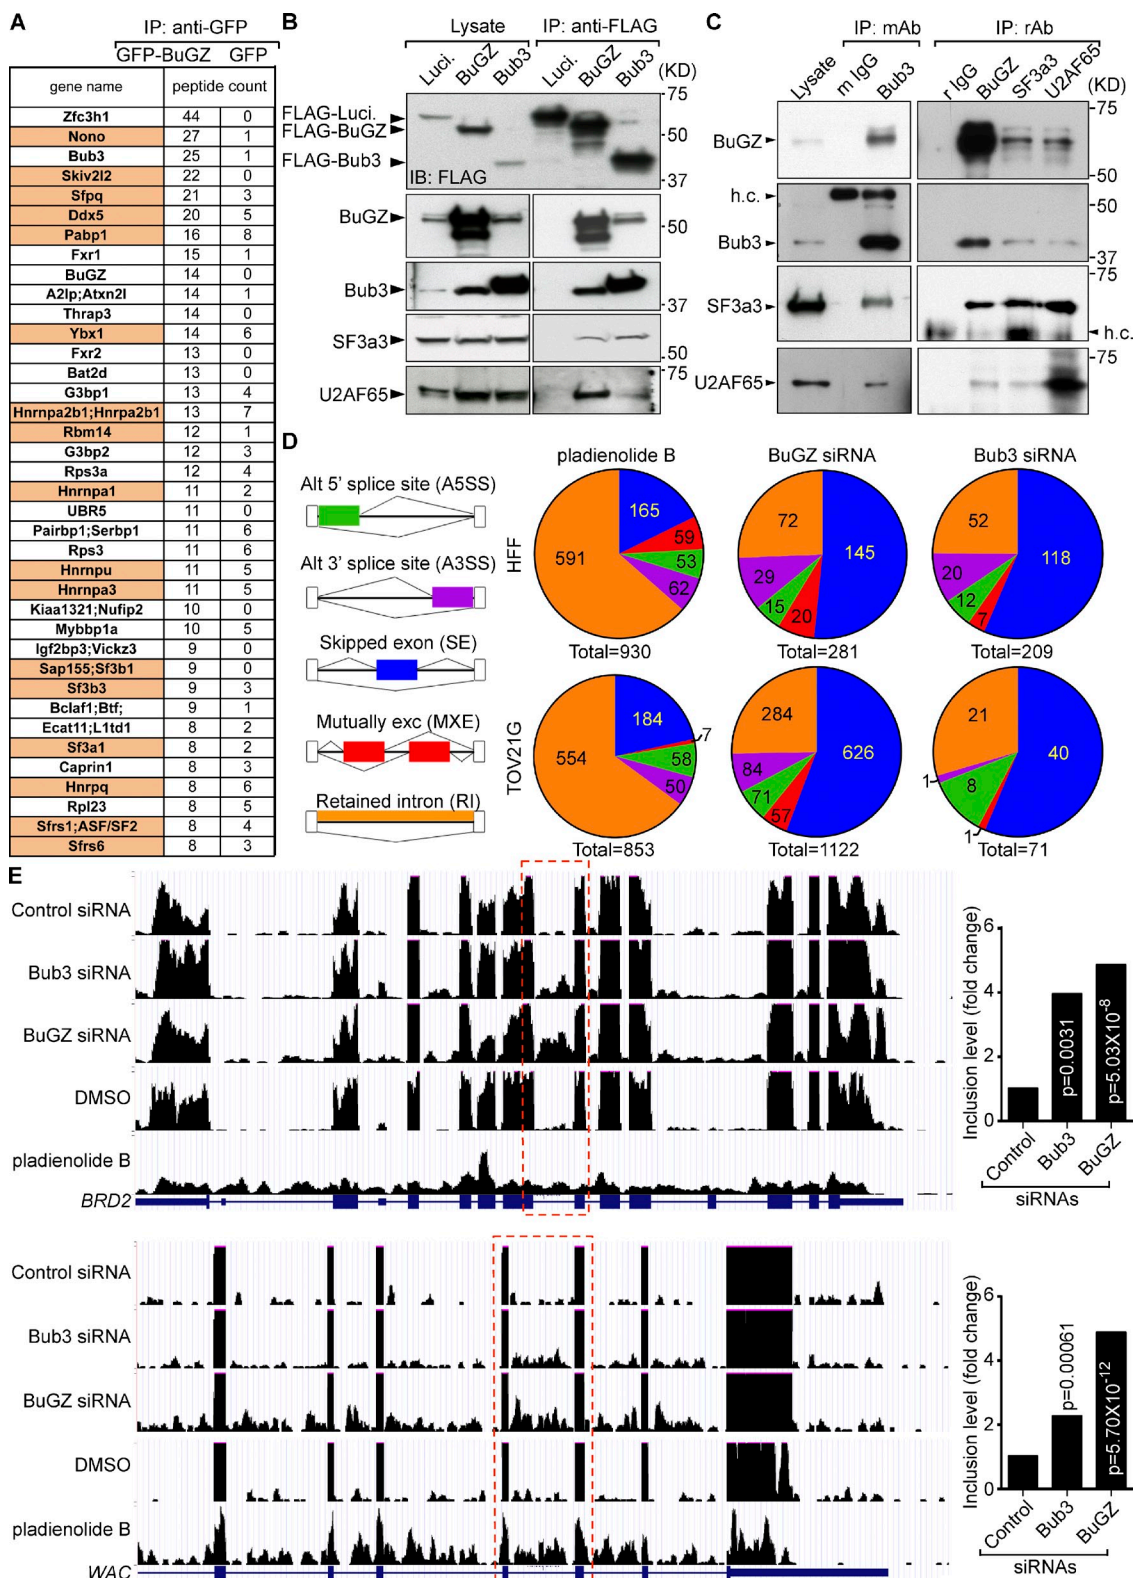 A
IP: anti-GFP
GFP-BuGZ GFP
gene name peptide count
Zfc3h1 44 0
Nono 27 1
Bub3 25 1
Skiv2l2 22 0
Sfpq 21 3
Ddx5 20 5
Pabp1 16 8
Fxr1 15 1
BuGZ 14 0
A2lp;Atxn2l 14 1
Thrap3 14 0
Ybx1 14 6
Fxr2 13 0
Bat2d 13 0
G3bp1 13 4
Hnrnpa2b1;Hnrpa2b1 13 7
Rbm14 12 1
G3bp2 12 3
Rps3a 12 4
Hnrnpa1 11 2
UBR5 11 0
Pairbp1;Serbp1 11 6
Rps3 11 6
Hnrnpu 11 5
Hnrnpa3 11 5
Kiaa1321;Nufip2 10 0
Mybbp1a 10 5
Igf2bp3;Vickz3 9 0
Sap155;Sf3b1 9 0
Sf3b3 9 3
Bclaf1;Btf; 9 1
Ecat11;L1td1 8 2
Sf3a1 8 2
Caprin1 8 3
Hnrpq 8 6
Rpl23 8 5
Sfrs1;ASF/SF2 8 4
Sfrs6 8 3
B
Lysate IP: anti-FLAG
Luci. BuGZ Bub3 Luci. BuGZ Bub3 (KD)
75
FLAG-Luci.
FLAG-BuGZ 50
FLAG-Bub3
IB: FLAG 37
BuGZ 50
Bub3 37
SF3a3 50
75
U2AF65
C
IP: mAb IP: rAb
Lysate m IgG Bub3 r IgG BuGZ SF3a3 U2AF65 (KD)
75
BuGZ
50
h.c. 50
Bub3 37
75
SF3a3
h.c.
75
U2AF65
D
pladienolide B BuGZ siRNA Bub3 siRNA
Alt 5' splice site (A5SS)
Alt 3' splice site (A3SS)
Skipped exon (SE)
Mutually exc (MXE)
Retained intron (RI)
HFF
165 59 53 62 591
Total=930
72 145 29 15 20
Total=281
52 118 20 12 7
Total=209
TOV21G
184 7 58 50 554
Total=853
284 626 84 71 57
Total=1122
21 40 1 8 1
Total=71
E
Control siRNA
Bub3 siRNA
BuGZ siRNA
DMSO
pladienolide B
BRD2
Inclusion level (fold change)
6
4
2
0
p=0.0031
p=5.03X10-8
Control Bub3 BuGZ
siRNAs
Control siRNA
Bub3 siRNA
BuGZ siRNA
DMSO
pladienolide B
WAC
Inclusion level (fold change)
6
4
2
0
p=0.00061
p=5.70X10-12
Control Bub3 BuGZ
siRNAs